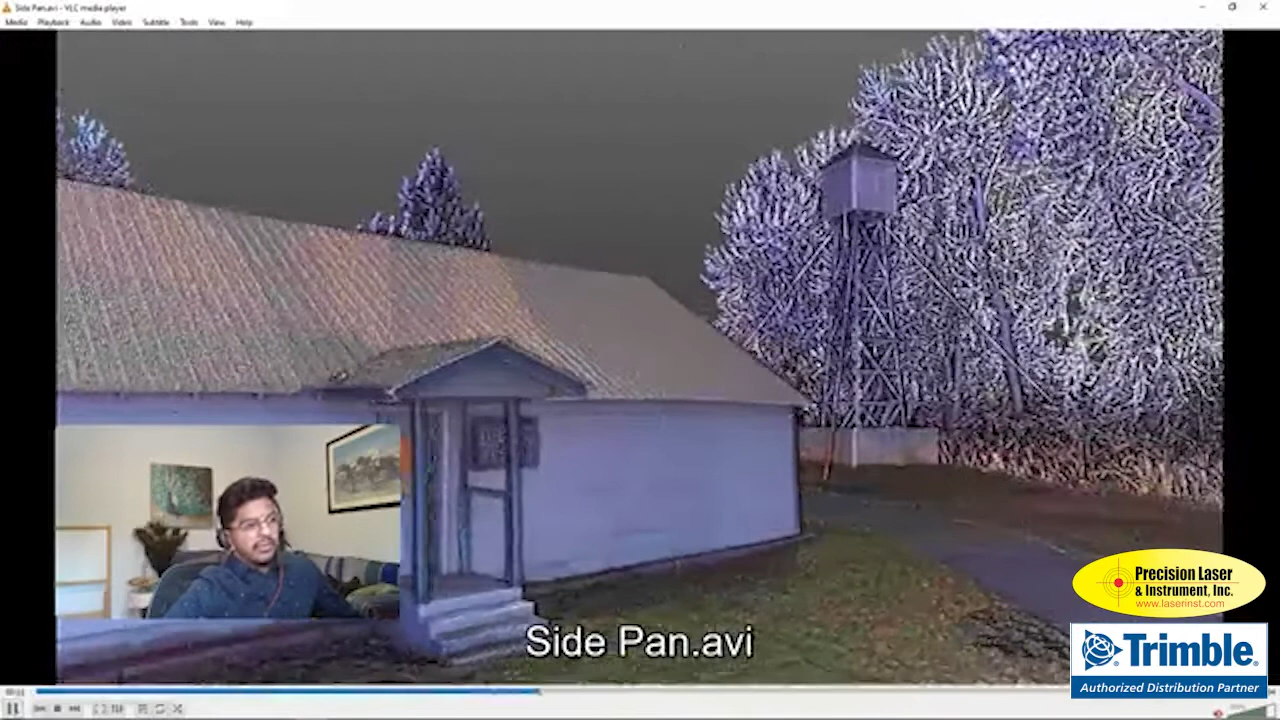 Side Pan.avi - VLC media player
Media Playback Audio Video Subtitle Tools View Help
Precision Laser
& Instrument, Inc.
www.laserinst.com
Side Pan.avi
Trimble
Authorized Distribution Partner